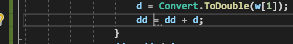 d = Convert.ToDouble(w[1]);
dd = dd + d;
}